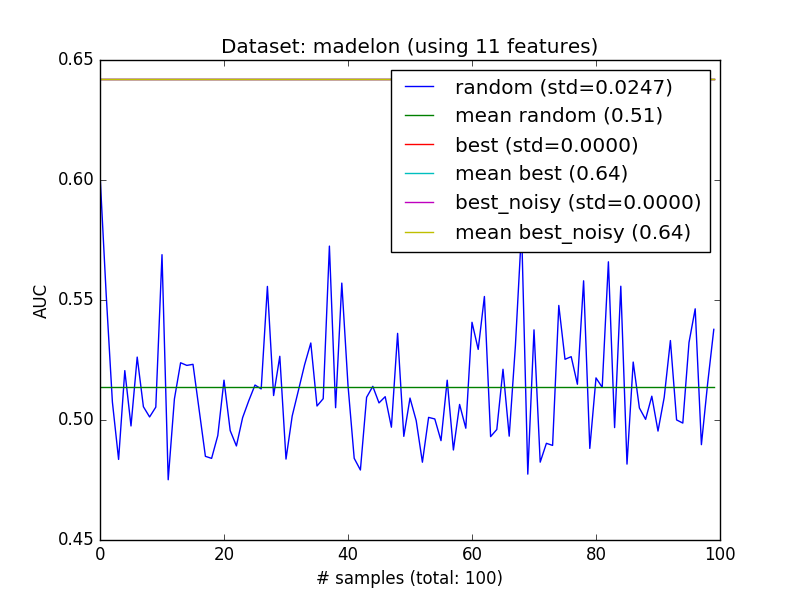 Dataset: madelon (using 11 features)
0.65
0.60
0.55
0.50
0.45
AUC
random (std=0.0247)
mean random (0.51)
best (std=0.0000)
mean best (0.64)
best_noisy (std=0.0000)
mean best_noisy (0.64)
0 20 40 60 80 100
# samples (total: 100)